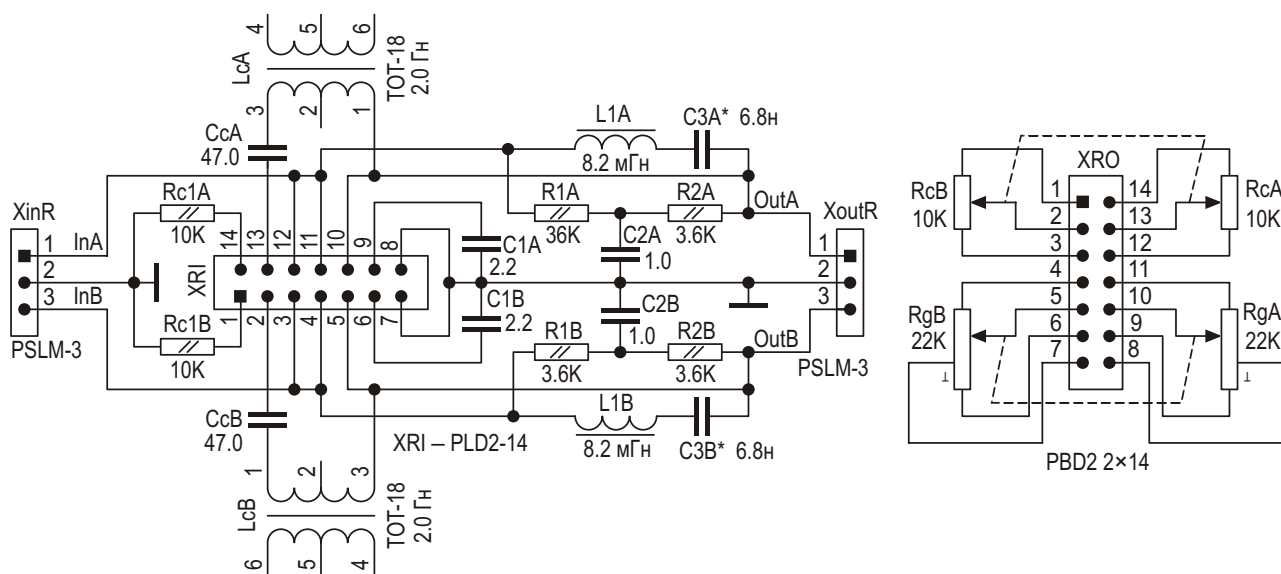 4 5 6
LcA
ТОТ-18
2.0 Гн
3 2 1
CcA
47.0
L1A
8.2 мГн
C3A* 6.8н
XRO
RcB
10K
RcA
10K
Rc1A
10K
XinR
1 InA
2
3 InB
PSLM-3
14 13 12 11 10 9 8
XRI
1 2 3 4 5 6 7
C1A
2.2
C1B
2.2
R1A
36K
R2A
3.6K
OutA
C2A
1.0
XoutR
1
2
3
PSLM-3
C2B
1.0
R1B
3.6K
R2B
3.6K
OutB
Rc1B
10K
1 14
2 13
3 12
4 11
5 10
6 9
7 8
RgB
22K
⊥
RgA
22K
⊥
PBD2 2×14
CcB
47.0
XRI – PLD2-14
L1B
8.2 мГн
C3B* 6.8н
1 2 3
LcB
ТОТ-18
2.0 Гн
6 5 4